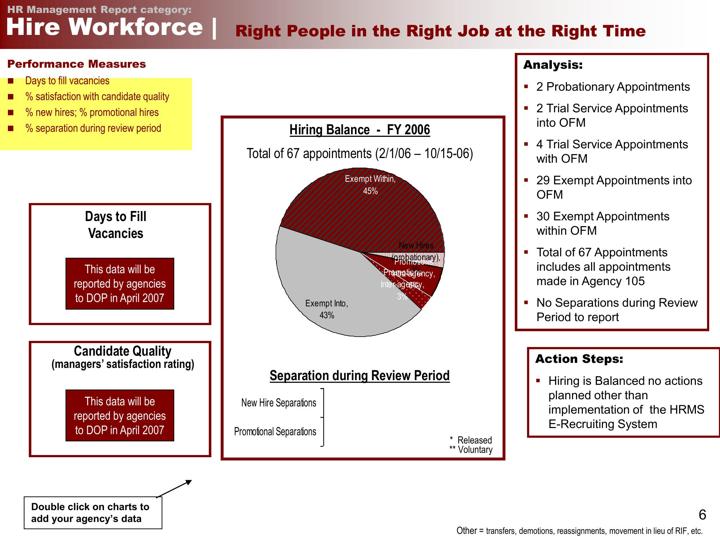 HR Management Report category:
Hire Workforce | Right People in the Right Job at the Right Time
Performance Measures
Days to fill vacancies
% satisfaction with candidate quality
% new hires; % promotional hires
% separation during review period
Days to Fill
Vacancies
This data will be
reported by agencies
to DOP in April 2007
Candidate Quality
(managers' satisfaction rating)
This data will be
reported by agencies
to DOP in April 2007
Hiring Balance - FY 2006
Total of 67 appointments (2/1/06 – 10/15-06)
Exempt Within,
45%
New Hires
(probationary),
Exempt Into,
43%
Separation during Review Period
New Hire Separations
Promotional Separations
* Released
** Voluntary
Analysis:
2 Probationary Appointments
2 Trial Service Appointments
into OFM
4 Trial Service Appointments
with OFM
29 Exempt Appointments into
OFM
30 Exempt Appointments
within OFM
Total of 67 Appointments
includes all appointments
made in Agency 105
No Separations during Review
Period to report
Action Steps:
Hiring is Balanced no actions
planned other than
implementation of the HRMS
E-Recruiting System
Double click on charts to
add your agency's data
6
Other = transfers, demotions, reassignments, movement in lieu of RIF, etc.